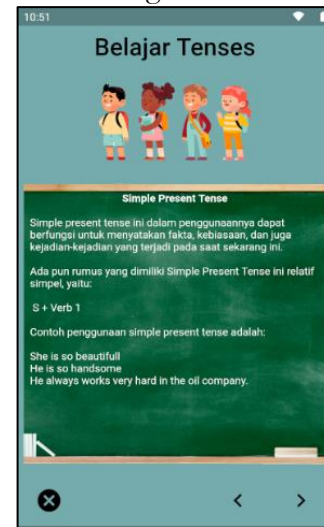 10:51
Belajar Tenses
Simple Present Tense
Simple present tense ini dalam penggunaannya dapat
berfungsi untuk menyatakan fakta, kebiasaan, dan juga
kejadian-kejadian yang terjadi pada saat sekarang ini.
Ada pun rumus yang dimiliki Simple Present Tense ini relatif
simpel, yaitu:
S + Verb 1
Contoh penggunaan simple present tense adalah:
She is so beautifull
He is so handsome
He always works very hard in the oil company.